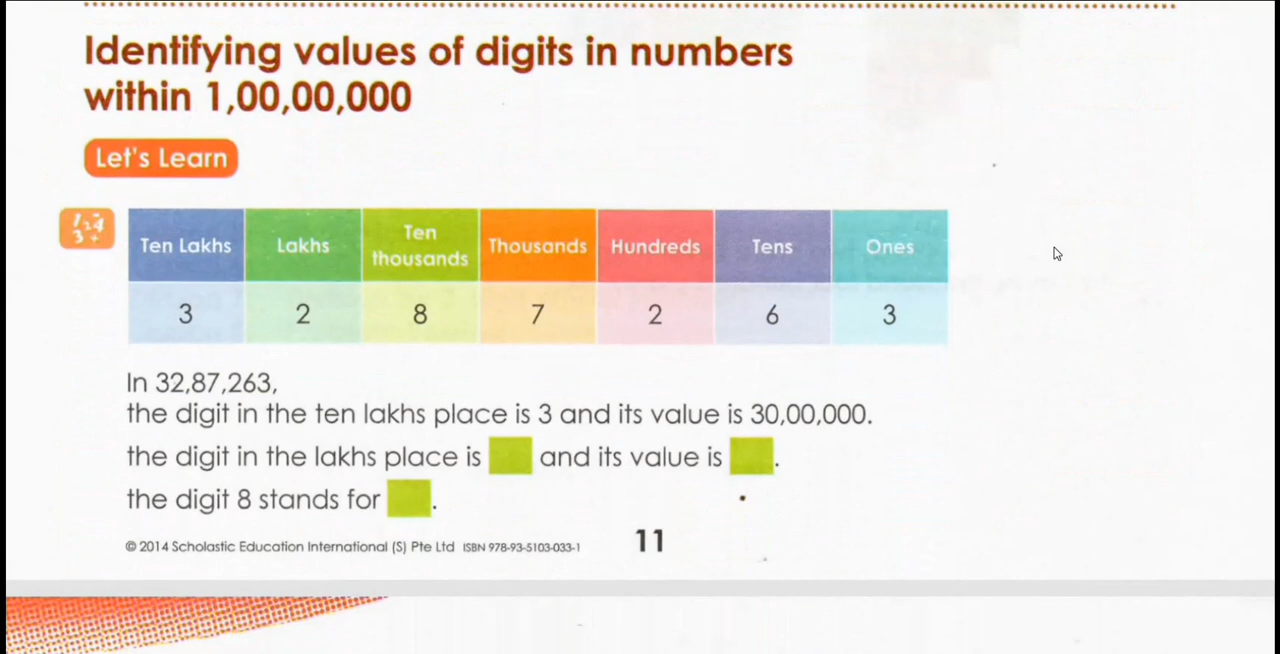 Identifying values of digits in numbers
within 1,00,00,000
Let's Learn
Ten Lakhs Lakhs Ten thousands Thousands Hundreds Tens Ones
3 2 8 7 2 6 3
In 32,87,263,
the digit in the ten lakhs place is 3 and its value is 30,00,000.
the digit in the lakhs place is and its value is .
the digit 8 stands for .
© 2014 Scholastic Education International (S) Pte Ltd ISBN 978-93-5103-033-1 11